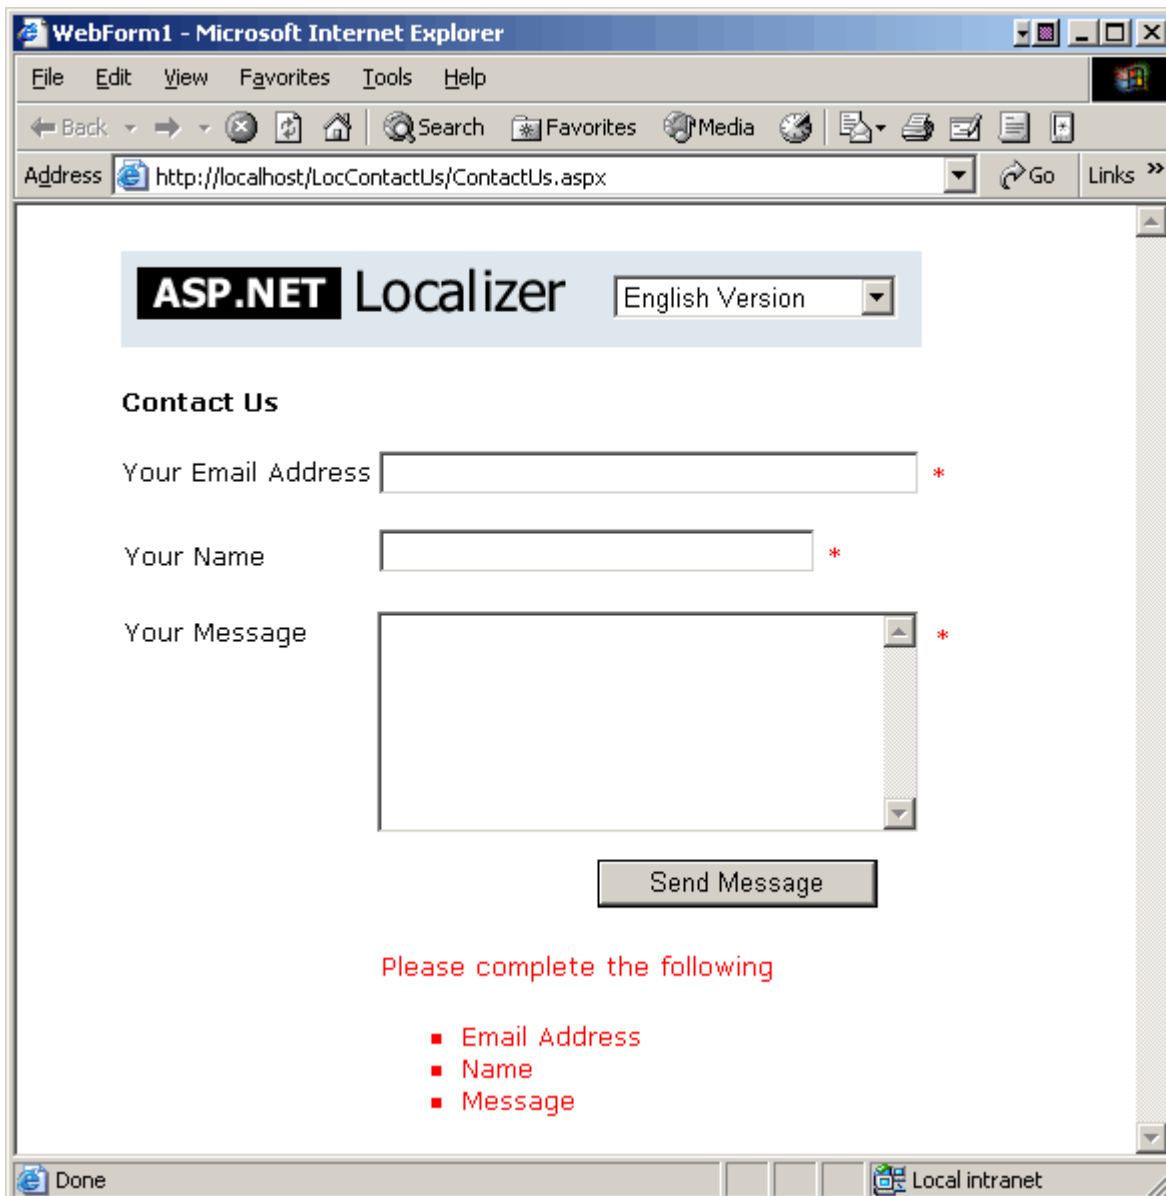 WebForm1 - Microsoft Internet Explorer
File Edit View Favorites Tools Help
Back Search Favorites Media
Address http://localhost/LocContactUs/ContactUs.aspx Go Links »
ASP.NET Localizer English Version
Contact Us
Your Email Address *
Your Name *
Your Message *
Send Message
Please complete the following
Email Address
Name
Message
Done Local intranet